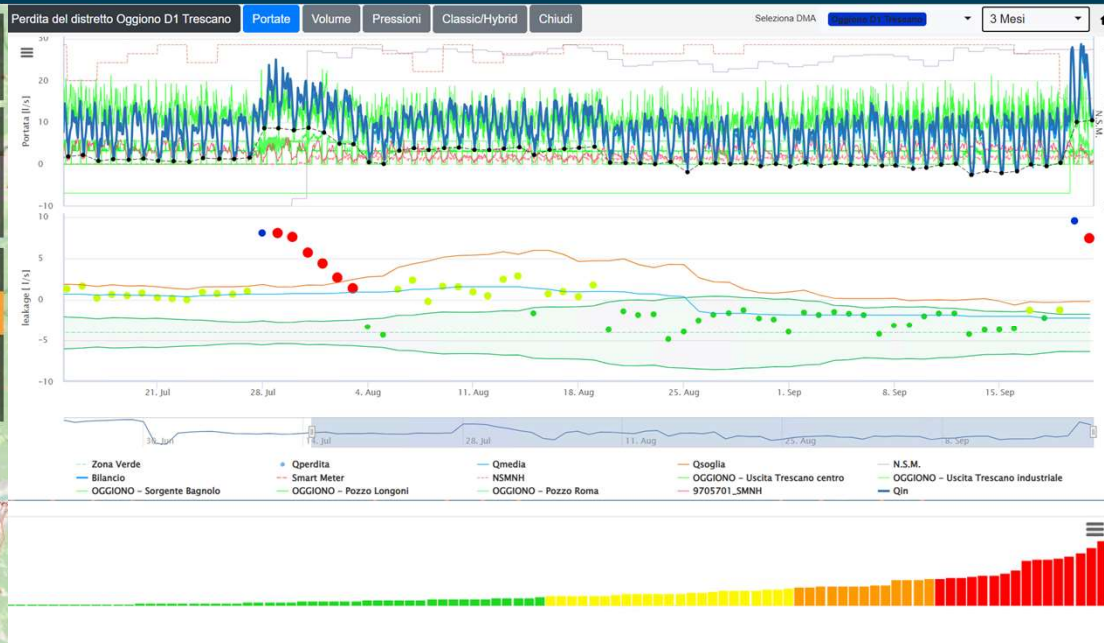 Perdita del distretto Oggiono D1 Trescano Portate Volume Pressioni Classic/Hybrid Chiudi Seleziona DMA Oggiono D1 Trescano 3 Mesi
30
20
10
0
-10
Portata [l/s]
N.S.M.
10
5
0
-5
-10
leakage [l/s]
21. Jul 28. Jul 4. Aug 11. Aug 18. Aug 25. Aug 1. Sep 8. Sep 15. Sep
30. Jun 14. Jul 28. Jul 11. Aug 25. Aug 8. Sep
Zona Verde Qperdita Qmedia Qsoglia N.S.M.
Bilancio Smart Meter NSMNH OGGIONO - Uscita Trescano centro OGGIONO - Uscita Trescano industriale
OGGIONO - Sorgente Bagnolo OGGIONO - Pozzo Longoni OGGIONO - Pozzo Roma 9705701_SMNH Qin